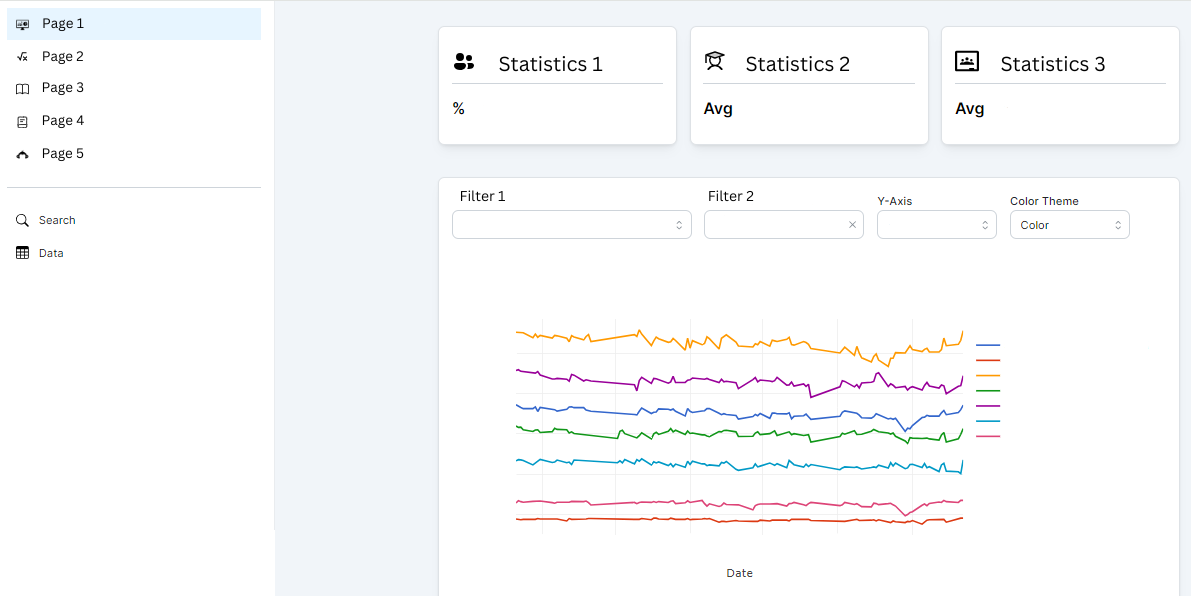 Page 1
Page 2
Page 3
Page 4
Page 5
Search
Data
Statistics 1
%
Statistics 2
Avg
Statistics 3
Avg
Filter 1
Filter 2
Y-Axis
Color Theme
Color
Date